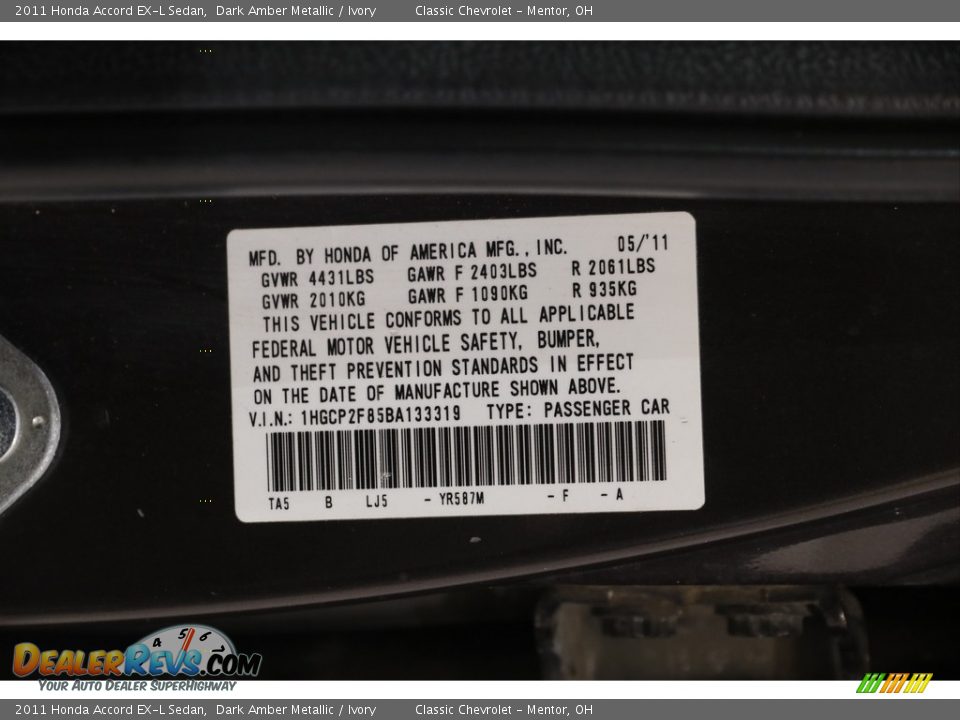 2011 Honda Accord EX-L Sedan, Dark Amber Metallic / Ivory Classic Chevrolet - Mentor, OH
MFD. BY HONDA OF AMERICA MFG., INC. 05/'11
GVWR 4431LBS GAWR F 2403LBS R 2061LBS
GVWR 2010KG GAWR F 1090KG R 935KG
THIS VEHICLE CONFORMS TO ALL APPLICABLE
FEDERAL MOTOR VEHICLE SAFETY, BUMPER,
AND THEFT PREVENTION STANDARDS IN EFFECT
ON THE DATE OF MANUFACTURE SHOWN ABOVE.
V.I.N.: 1HGCP2F85BA133319 TYPE: PASSENGER CAR
TA5 B LJ5 - YR587M - F - A
4 5 6
DEALERREVS.COM
YOUR AUTO DEALER SUPERHIGHWAY
2011 Honda Accord EX-L Sedan, Dark Amber Metallic / Ivory Classic Chevrolet - Mentor, OH